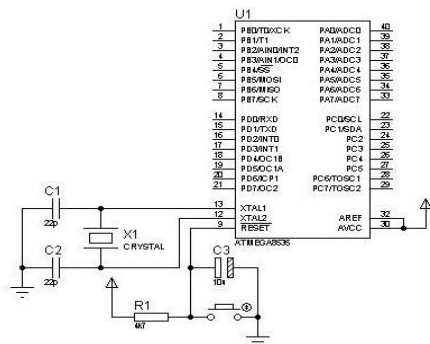 U1
1 PB0/T0/XCK PA0/ADC0 40
2 PB1/T1 PA1/ADC1 39
3 PB2/AIN0/INT2 PA2/ADC2 38
4 PB3/AIN1/OC0 PA3/ADC3 37
5 PB4/SS PA4/ADC4 36
6 PB5/MOSI PA5/ADC5 35
7 PB6/MISO PA6/ADC6 34
8 PB7/SCK PA7/ADC7 33
14 PD0/RXD PC0/SCL 22
15 PD1/TXD PC1/SDA 23
16 PD2/INT0 PC2 24
17 PD3/INT1 PC3 25
18 PD4/OC1B PC4 26
19 PD5/OC1A PC5 27
20 PD6/ICP1 PC6/TOSC1 28
21 PD7/OC2 PC7/TOSC2 29
13 XTAL1
12 XTAL2 AREF 32
9 RESET AVCC 30
ATMEGA8535
C1
22p
X1
CRYSTAL
C2
22p
C3
10u
R1
4k7